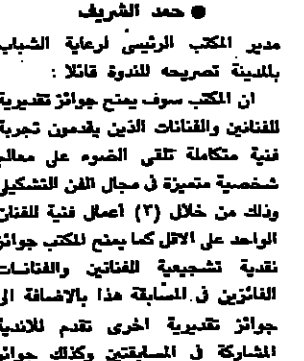 ● حمد الشريف
مدير المكتب الرئيسي لرعاية الشباب
بالمدينة تصريحه للندوة قائلا :
ان المكتب سوف يمنح جوائز تقديرية
للفنانين والفنانات الذين يقدمون تجربة
فنية متكاملة تلقى الضوء على معالم
شخصية متميزة في مجال الفن التشكيلي
وذلك من خلال (٣) أعمال فنية للفنان
الواحد على الاقل كما يمنح المكتب جوائز
نقدية تشجيعية للفنانين والفنانات
الفائزين في المسابقة هذا بالاضافة الى
جوائز تقديرية اخرى تقدم للاندية
المشاركة في المسابقتين وكذلك جوائز